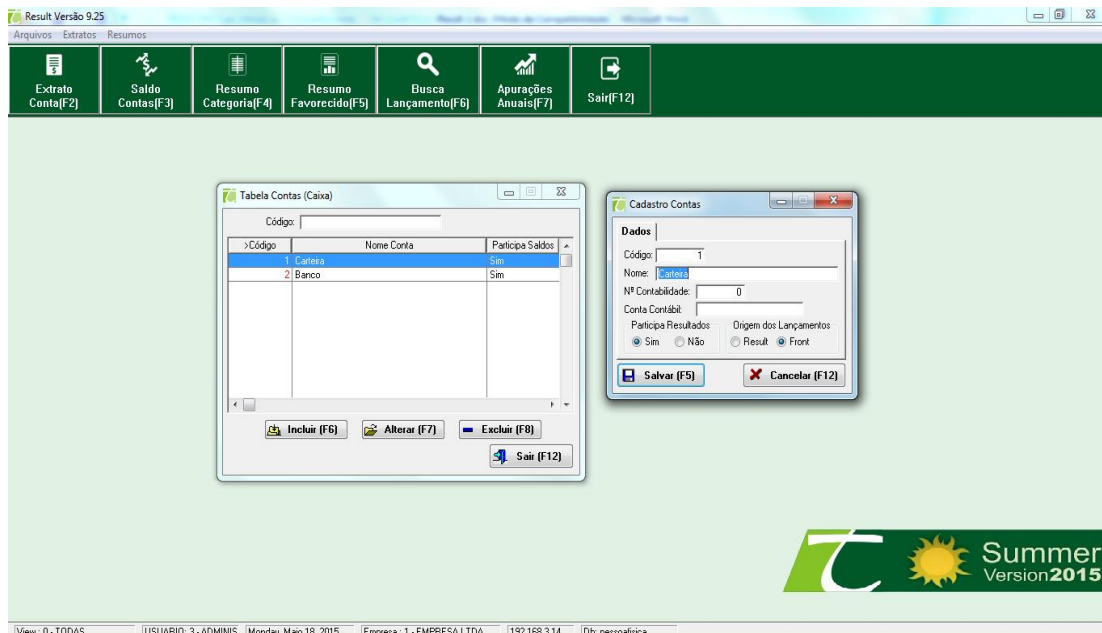 Result Versão 9.25
Arquivos Extratos Resumos
Extrato Conta(F2)
Saldo Contas(F3)
Resumo Categoria(F4)
Resumo Favorecido(F5)
Busca Lançamento(F6)
Apurações Anuais(F7)
Sair(F12)
Tabela Contas (Caixa)
Código:
>Código Nome Conta Participa Saldos
1 Carteira Sim
2 Banco Sim
Incluir (F6) Alterar (F7) Excluir (F8)
Sair (F12)
Cadastro Contas
Dados
Código: 1
Nome: Carteira
Nº Contabilidade: 0
Conta Contábil:
Participa Resultados Origem dos Lançamentos
Sim Não Result Front
Salvar (F5) Cancelar (F12)
Summer
Version2015
View : 0 - TODAS USUARIO: 3 - ADMINIS Monday, Maio 18, 2015 Empresa : 1 - EMPRESA LTDA 192.168.3.14 Db: pessoafisica